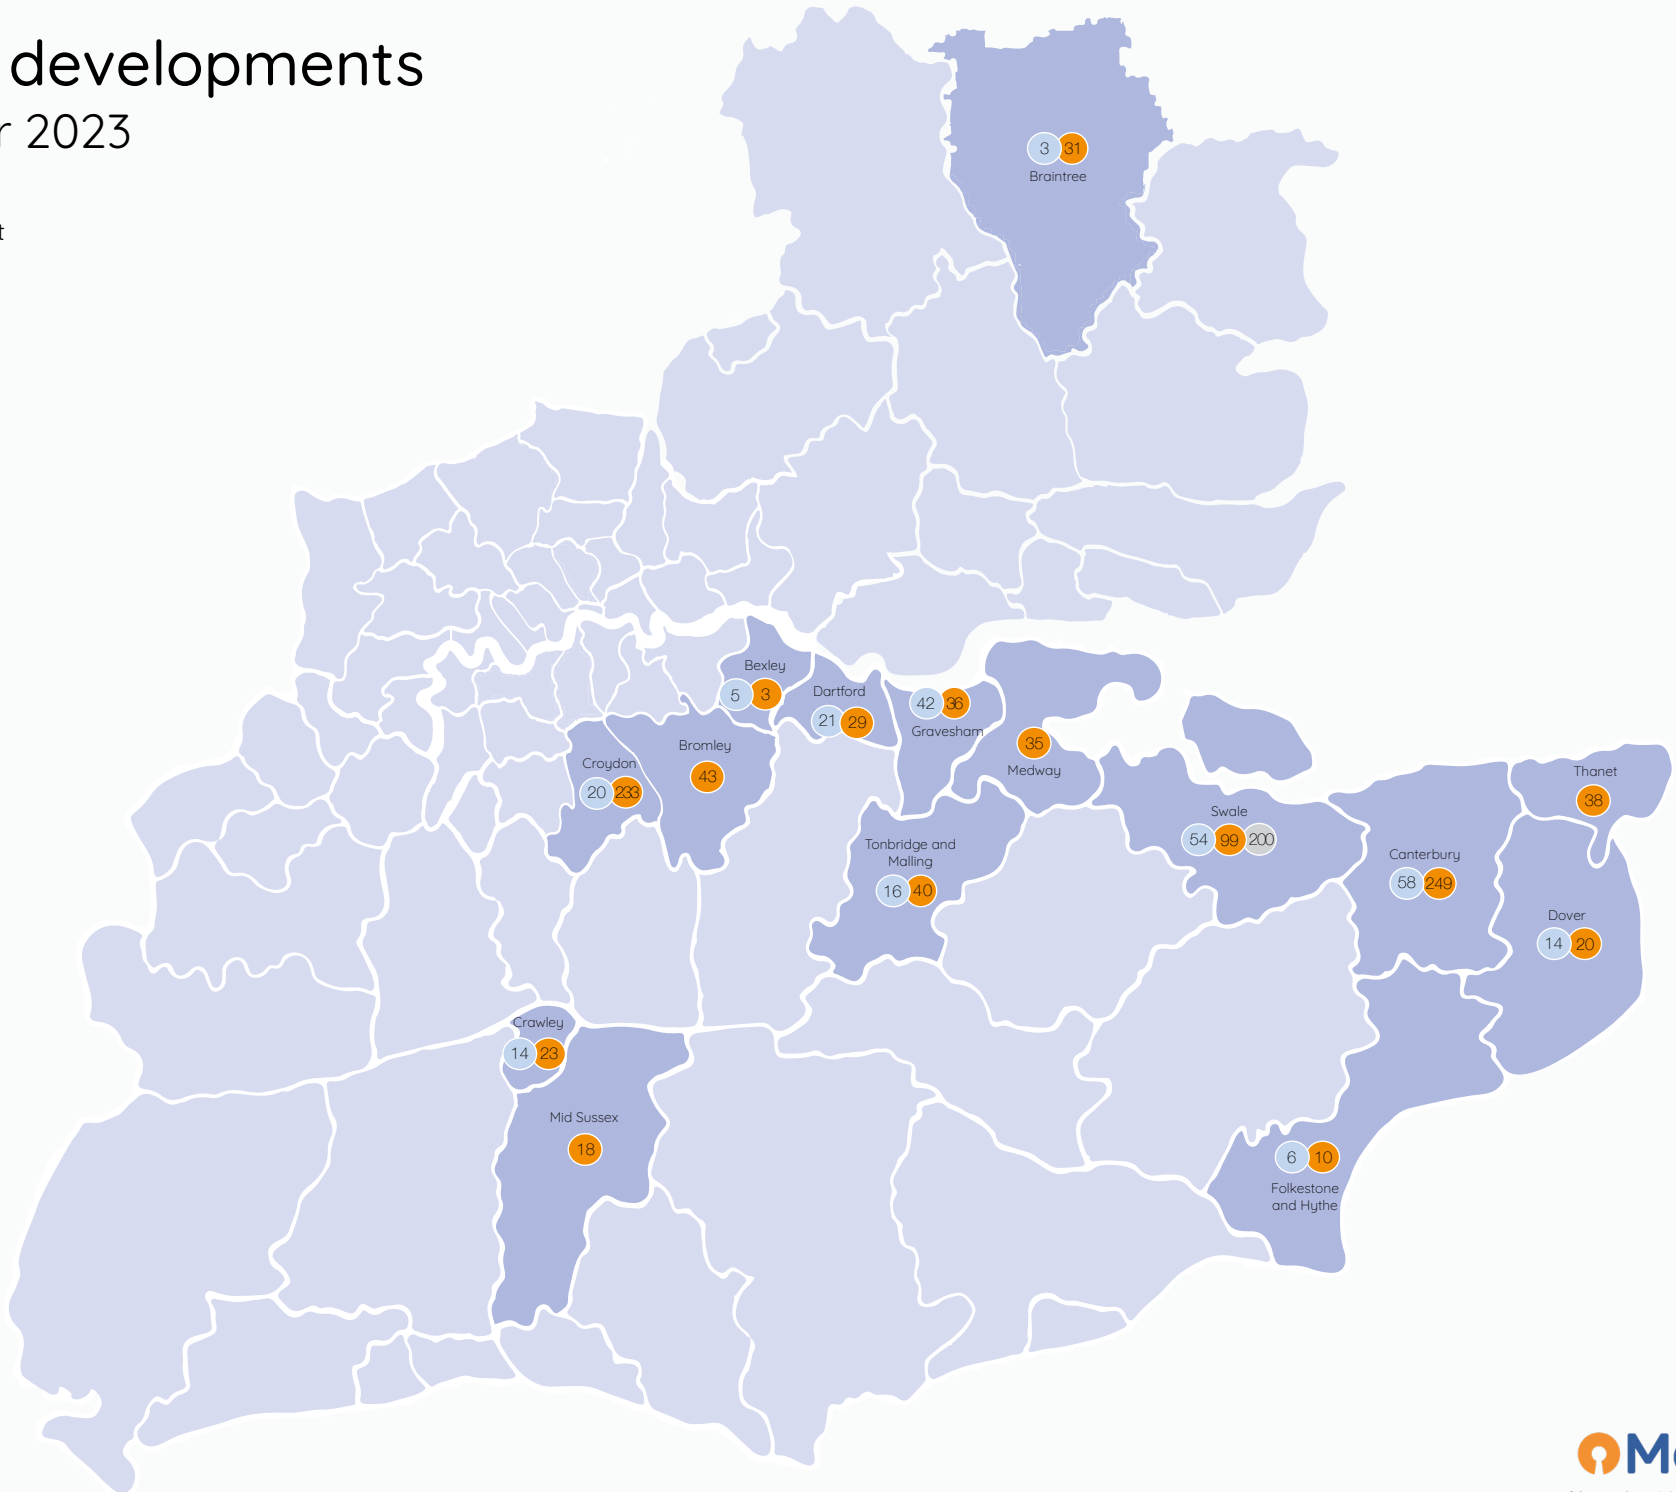 developments
r 2023
t
3 31
Braintree
Bexley
5 3
Dartford
21 29
42 36
Gravesham
35
Medway
Bromley
43
Croydon
20 233
Thanet
38
Swale
54 99 200
Tonbridge and
Malling
16 40
Canterbury
58 249
Dover
14 20
Crawley
14 23
Mid Sussex
18
6 10
Folkestone
and Hythe
M